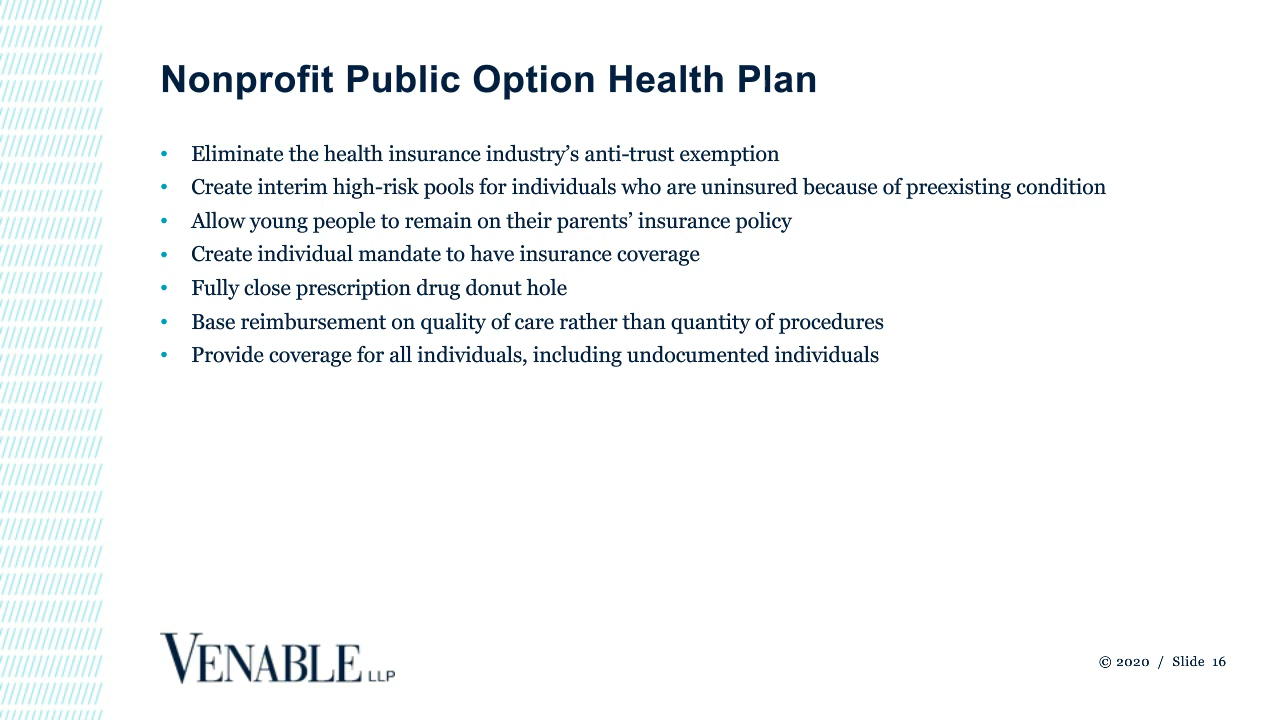 Nonprofit Public Option Health Plan
• Eliminate the health insurance industry’s anti-trust exemption
• Create interim high-risk pools for individuals who are uninsured because of preexisting condition
• Allow young people to remain on their parents’ insurance policy
• Create individual mandate to have insurance coverage
• Fully close prescription drug donut hole
• Base reimbursement on quality of care rather than quantity of procedures
• Provide coverage for all individuals, including undocumented individuals
VENABLE LLP
© 2020 / Slide 16